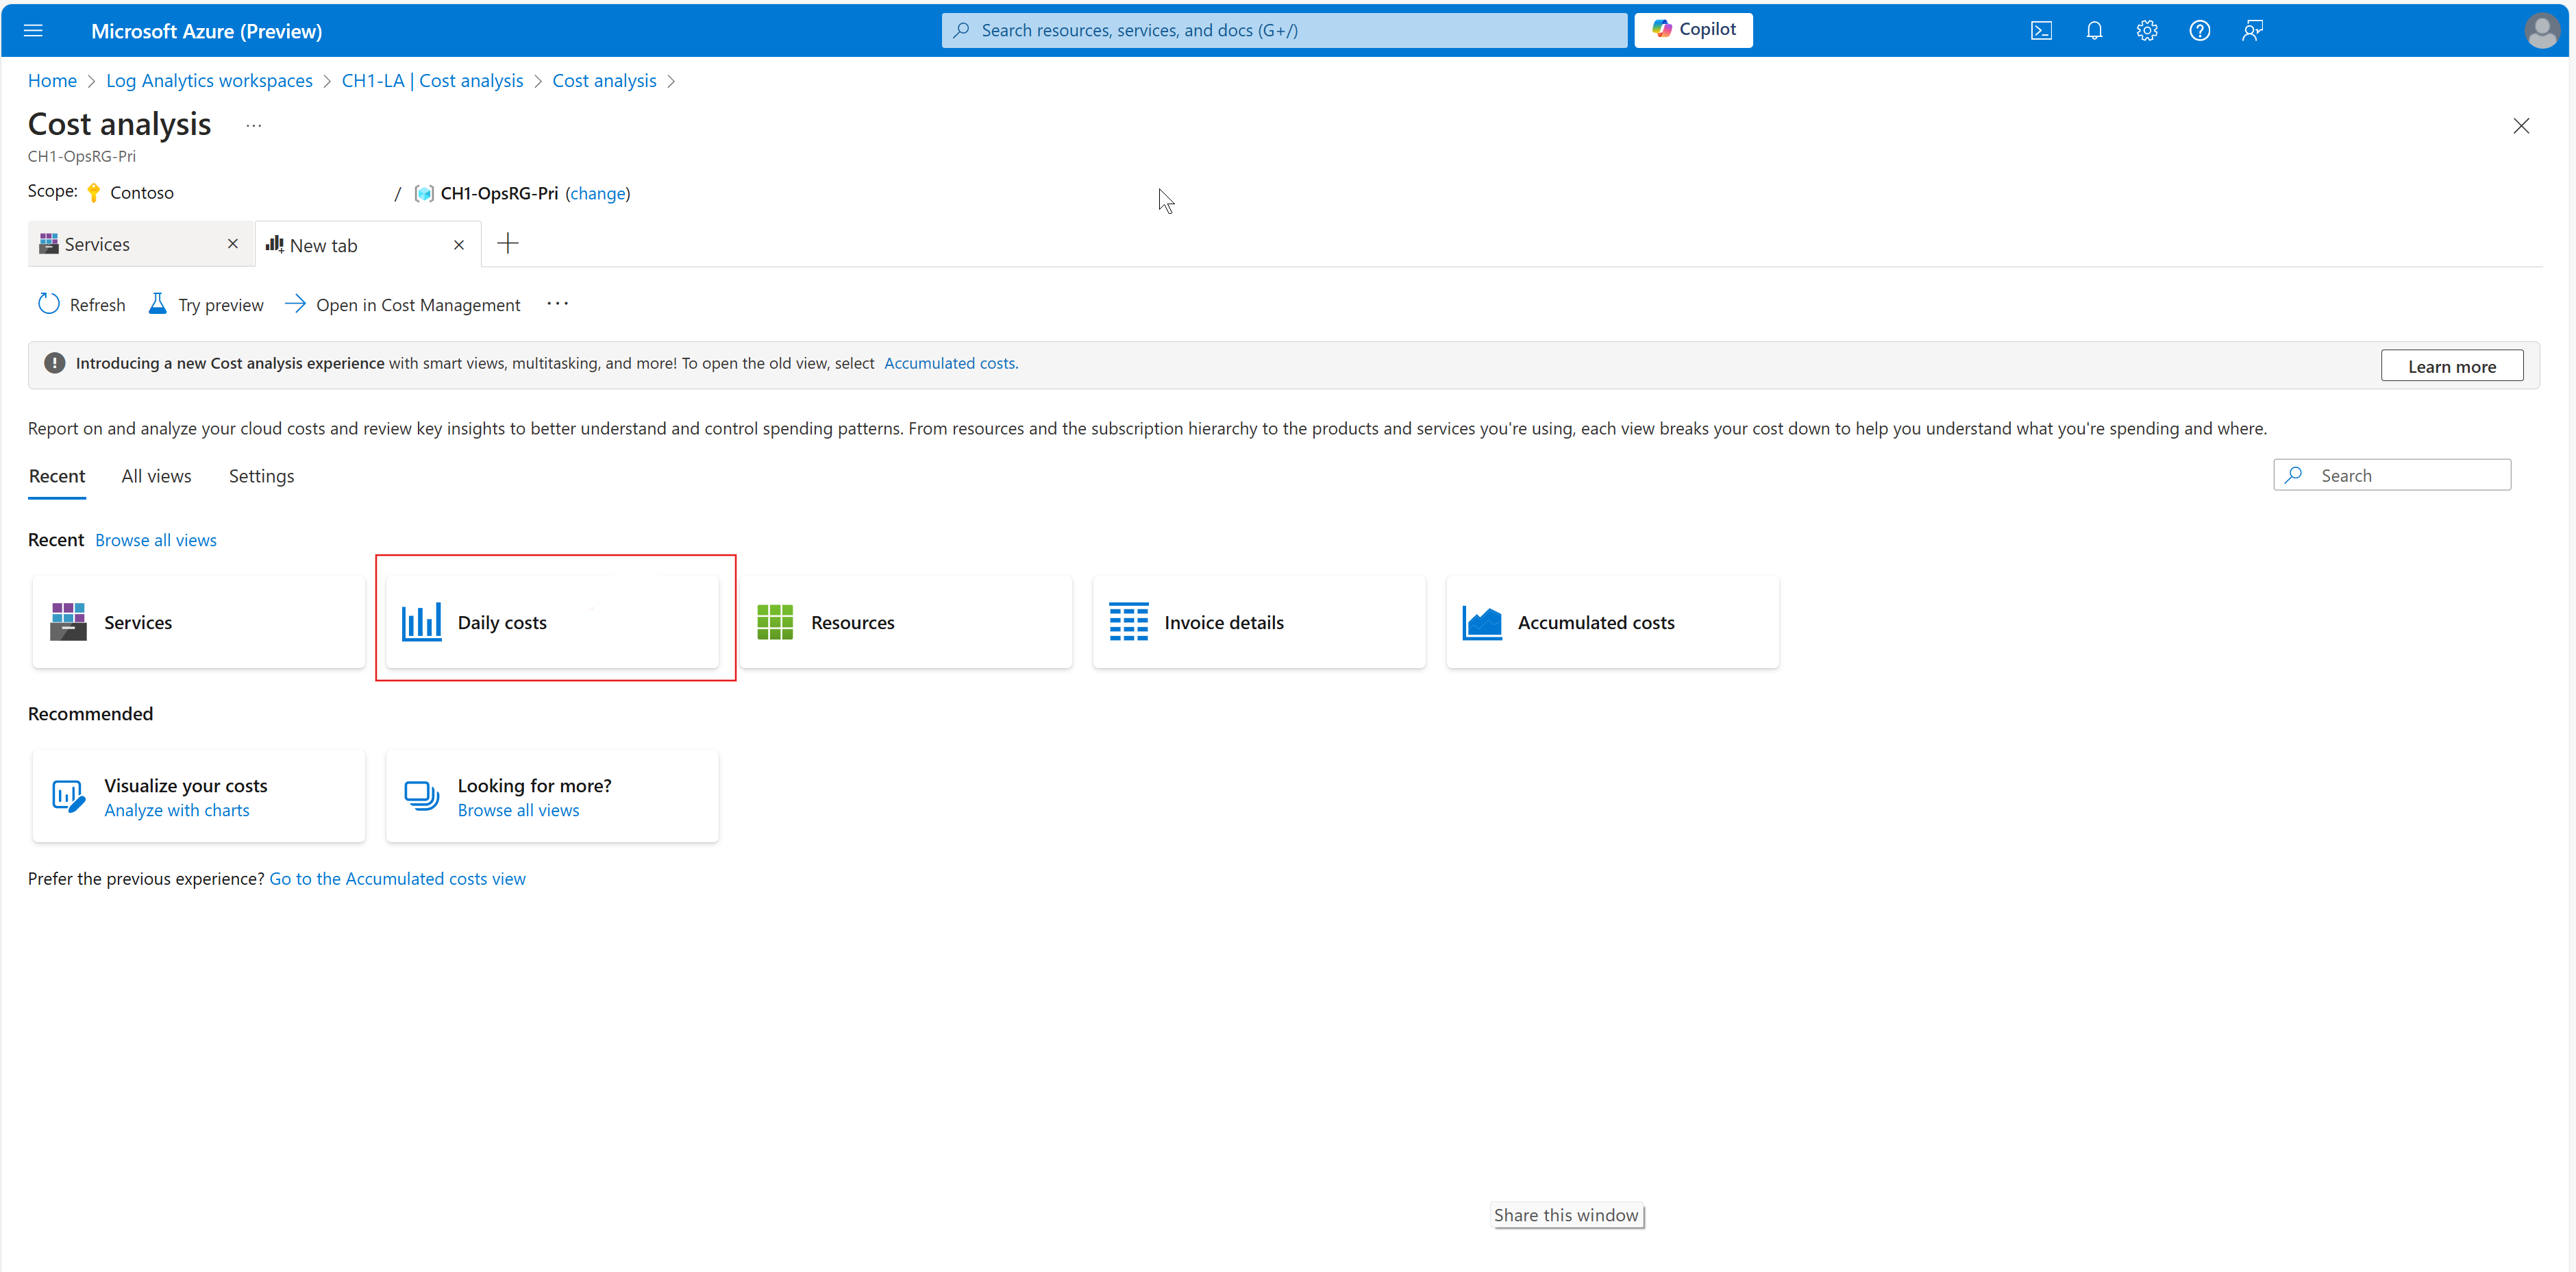 Microsoft Azure (Preview)
Search resources, services, and docs (G+/)
Copilot
Home > Log Analytics workspaces > CH1-LA | Cost analysis > Cost analysis >
Cost analysis ...
CH1-OpsRG-Pri
Scope: Contoso / CH1-OpsRG-Pri (change)
Services
New tab
Refresh
Try preview
Open in Cost Management
...
Introducing a new Cost analysis experience with smart views, multitasking, and more! To open the old view, select Accumulated costs.
Learn more
Report on and analyze your cloud costs and review key insights to better understand and control spending patterns. From resources and the subscription hierarchy to the products and services you're using, each view breaks your cost down to help you understand what you're spending and where.
Recent
All views
Settings
Search
Recent Browse all views
Services
Daily costs
Resources
Invoice details
Accumulated costs
Recommended
Visualize your costs
Analyze with charts
Looking for more?
Browse all views
Prefer the previous experience? Go to the Accumulated costs view
Share this window